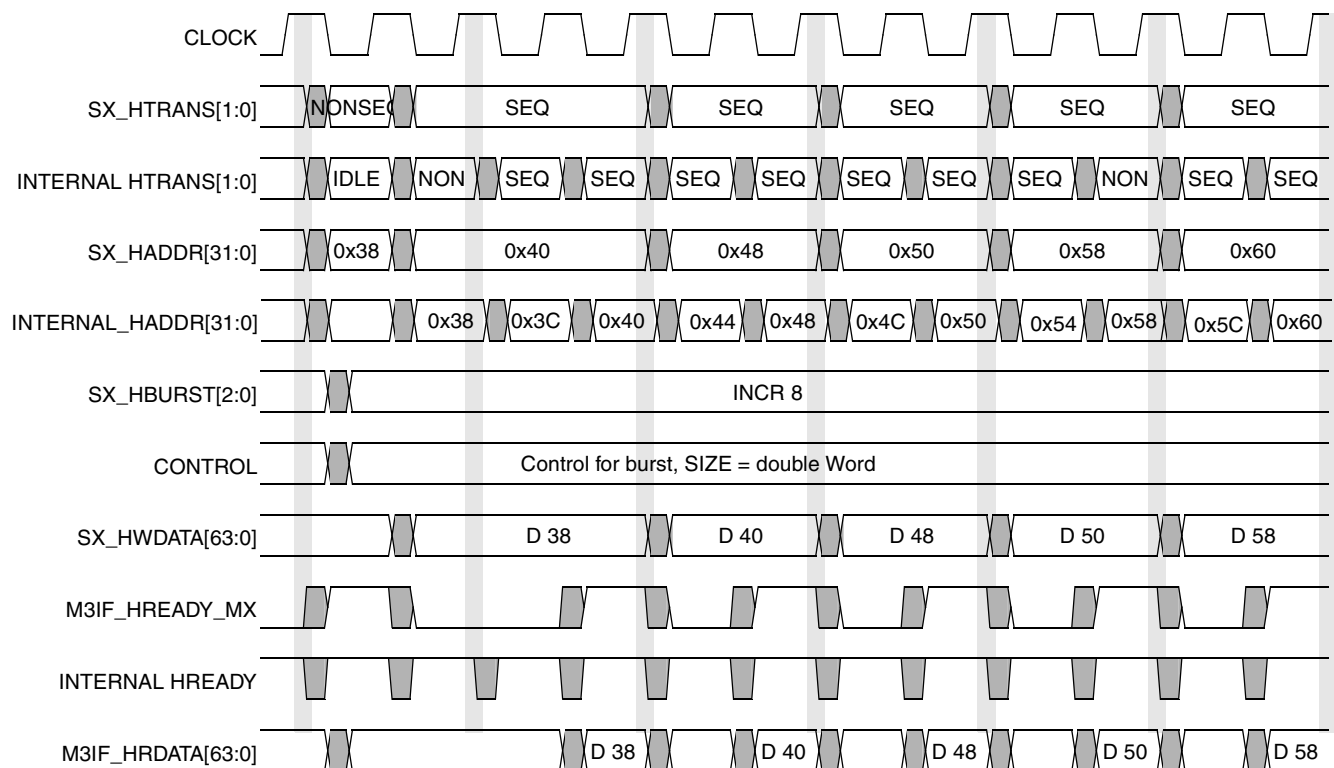 CLOCK
SX_HTRANS[1:0] NONSEQ SEQ SEQ SEQ SEQ SEQ
INTERNAL HTRANS[1:0] IDLE NON SEQ SEQ SEQ SEQ SEQ SEQ SEQ NON SEQ SEQ
SX_HADDR[31:0] 0x38 0x40 0x48 0x50 0x58 0x60
INTERNAL_HADDR[31:0] 0x38 0x3C 0x40 0x44 0x48 0x4C 0x50 0x54 0x58 0x5C 0x60
SX_HBURST[2:0] INCR 8
CONTROL Control for burst, SIZE = double Word
SX_HWDATA[63:0] D 38 D 40 D 48 D 50 D 58
M3IF_HREADY_MX
INTERNAL HREADY
M3IF_HRDATA[63:0] D 38 D 40 D 48 D 50 D 58